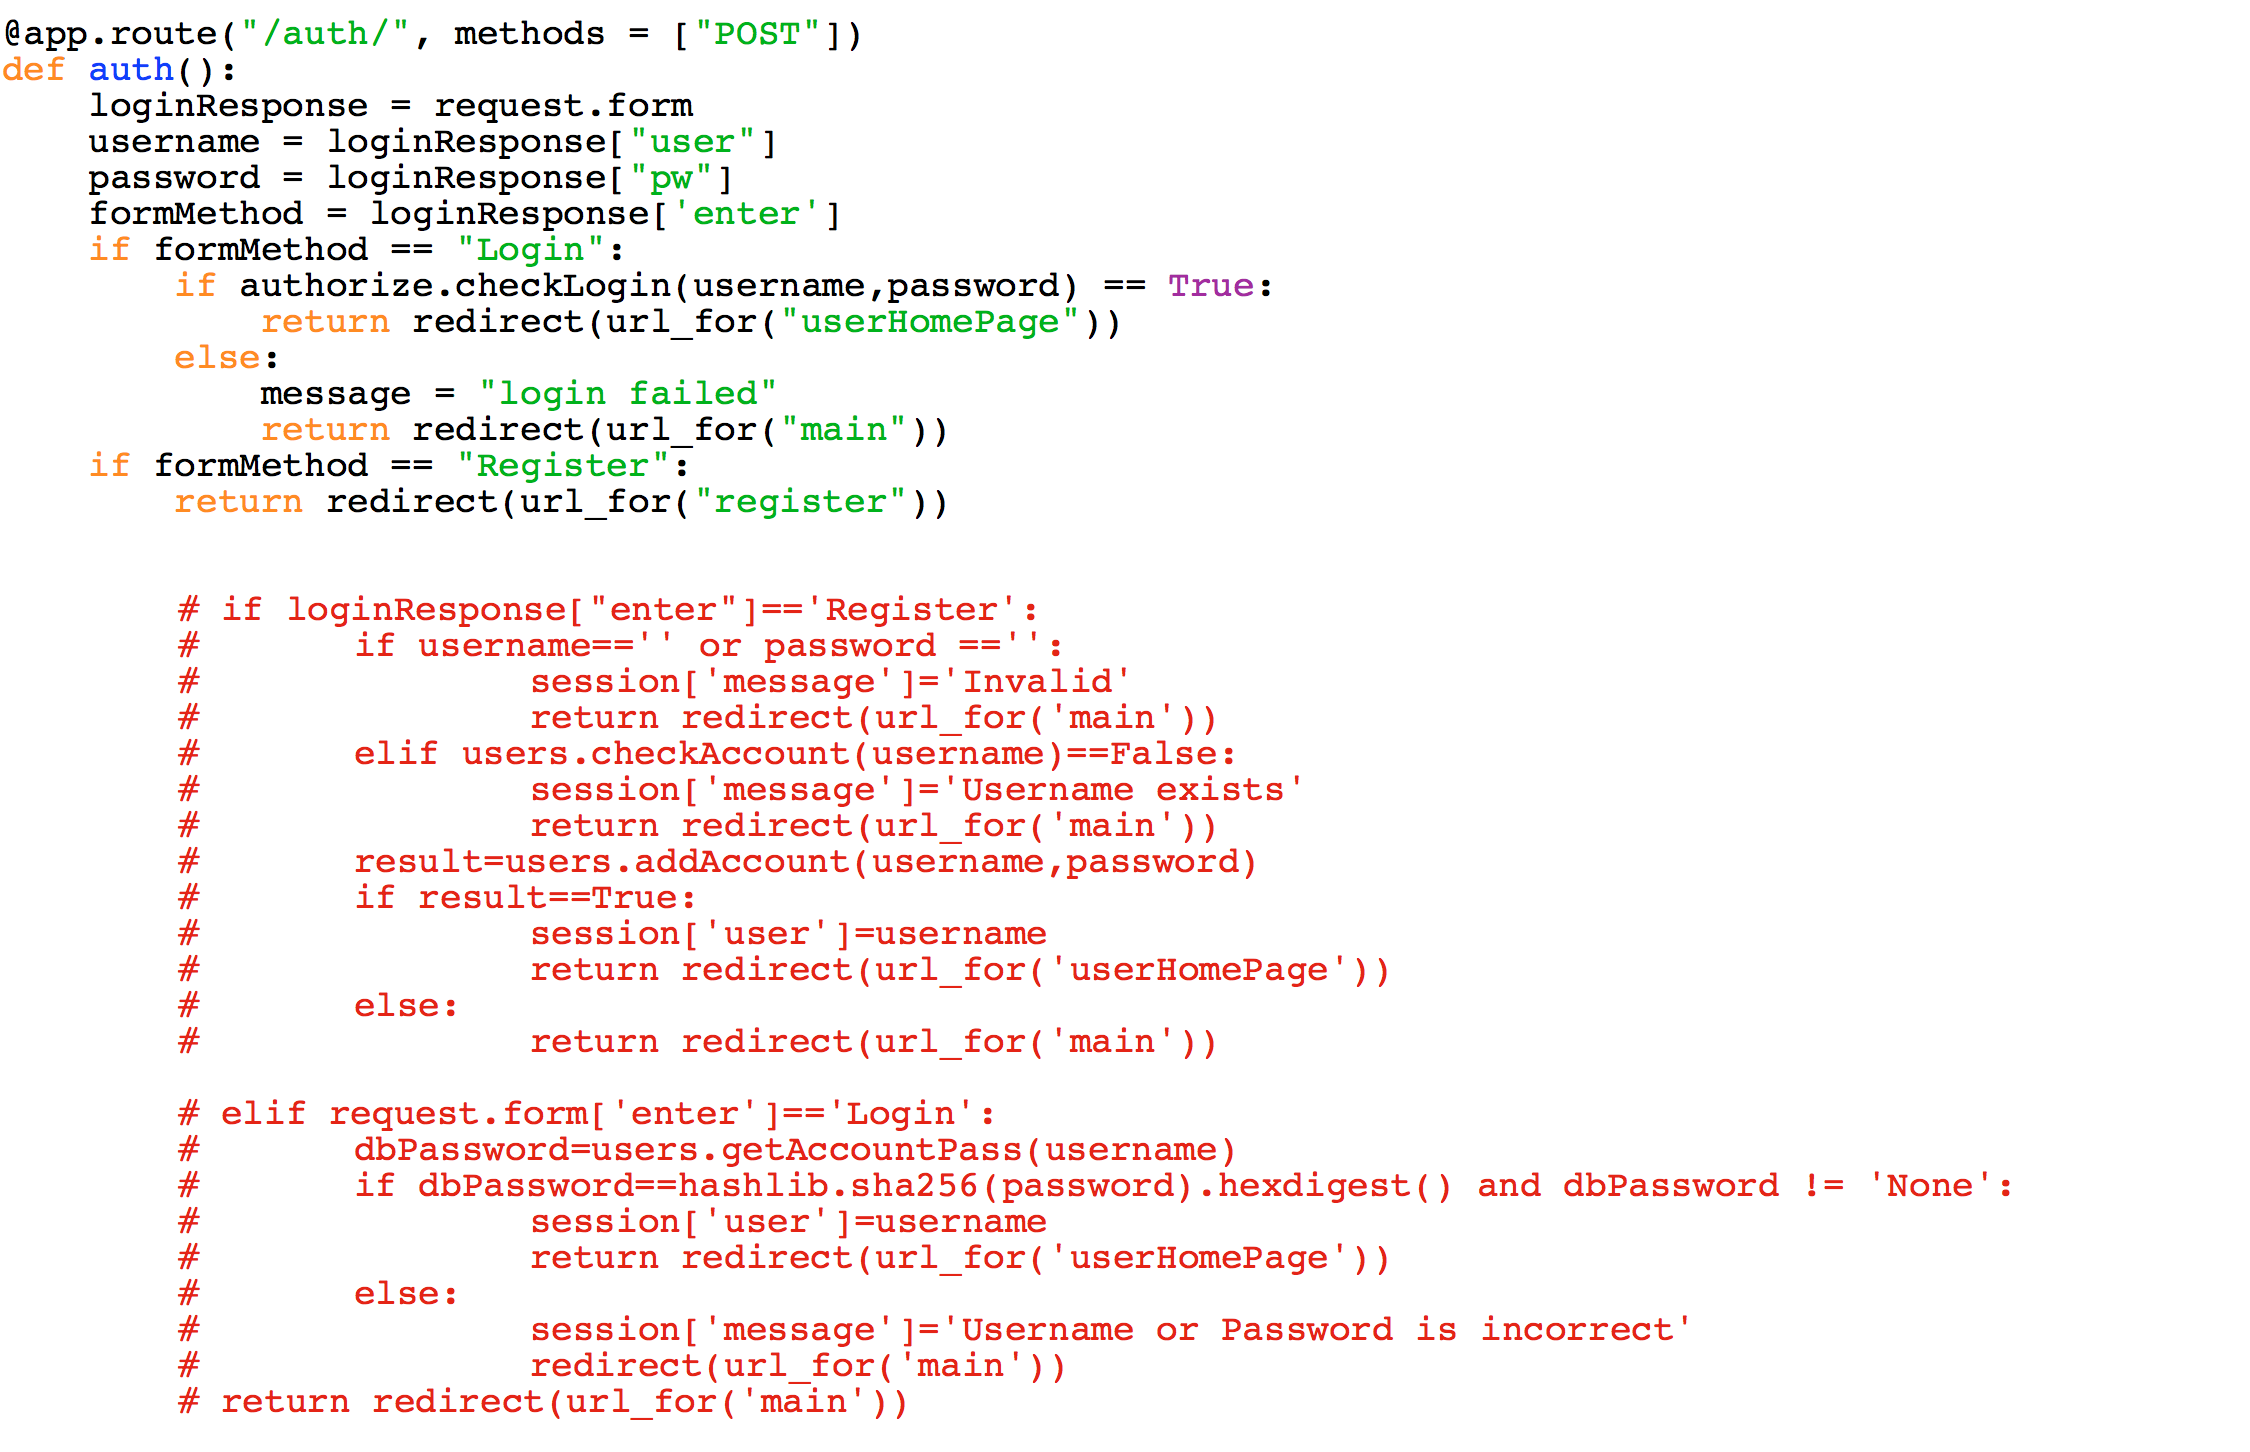 @app.route("/auth/", methods = ["POST"])
def auth():
    loginResponse = request.form
    username = loginResponse["user"]
    password = loginResponse["pw"]
    formMethod = loginResponse['enter']
    if formMethod == "Login":
        if authorize.checkLogin(username,password) == True:
            return redirect(url_for("userHomePage"))
        else:
            message = "login failed"
            return redirect(url_for("main"))
    if formMethod == "Register":
        return redirect(url_for("register"))
        # if loginResponse["enter"]=='Register':
        #       if username=='' or password =='':
        #               session['message']='Invalid'
        #               return redirect(url_for('main'))
        #       elif users.checkAccount(username)==False:
        #               session['message']='Username exists'
        #               return redirect(url_for('main'))
        #       result=users.addAccount(username,password)
        #       if result==True:
        #               session['user']=username
        #               return redirect(url_for('userHomePage'))
        #       else:
        #               return redirect(url_for('main'))
        # elif request.form['enter']=='Login':
        #       dbPassword=users.getAccountPass(username)
        #       if dbPassword==hashlib.sha256(password).hexdigest() and dbPassword != 'None':
        #               session['user']=username
        #               return redirect(url_for('userHomePage'))
        #       else:
        #               session['message']='Username or Password is incorrect'
        #               redirect(url_for('main'))
        # return redirect(url_for('main'))